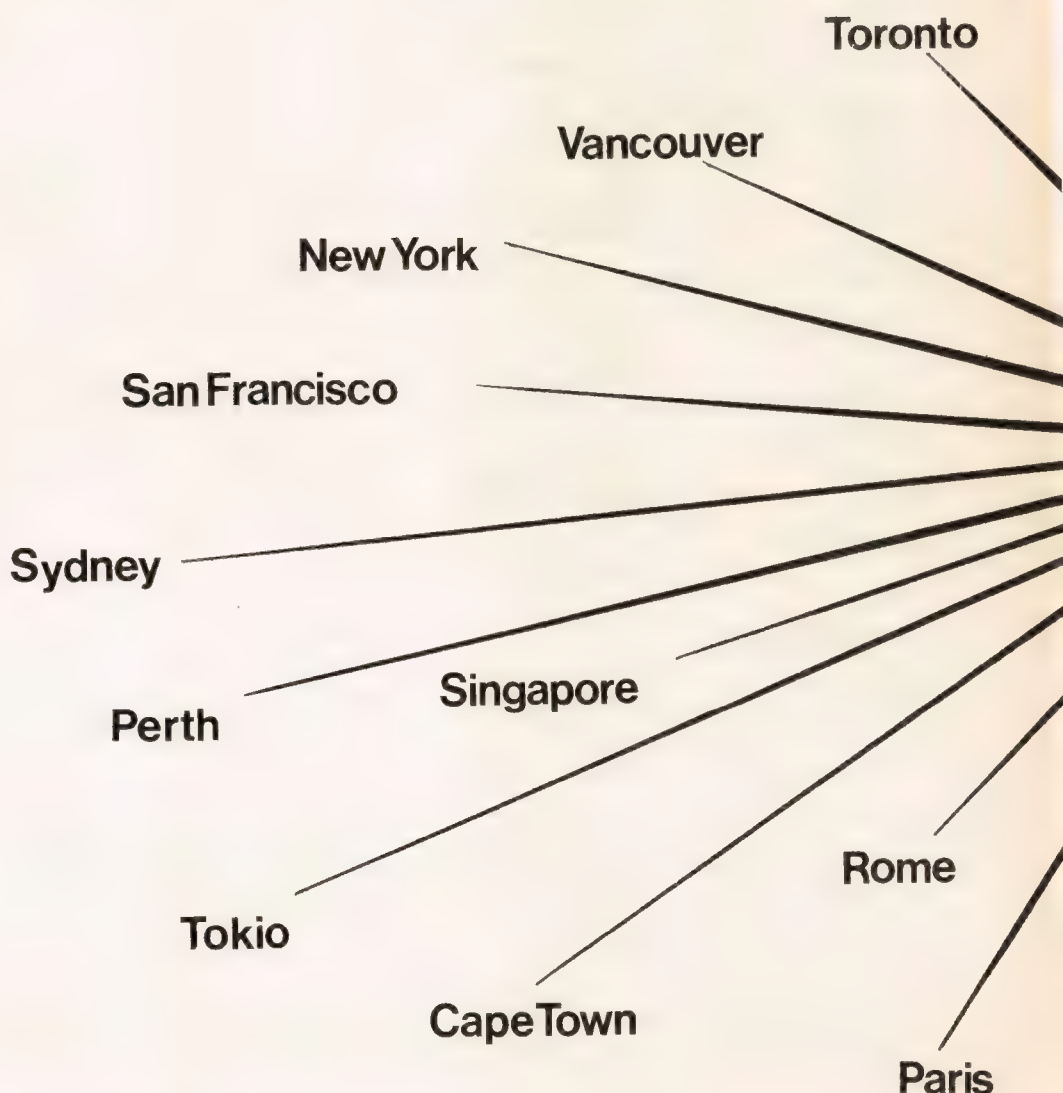 Toronto
Vancouver
New York
San Francisco
Sydney
Singapore
Perth
Rome
Tokio
Cape Town
Paris